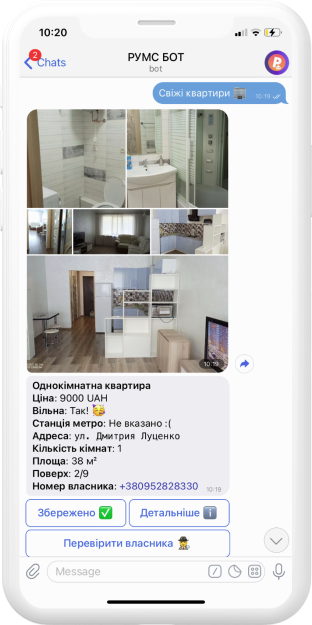 10:20
2
Chats
РУМС БОТ
bot
Свіжі квартири 🏢 10:19
10:19
Однокімнатна квартира
Ціна: 9000 UAH
Вільна: Так! 🥳
Станція метро: Не вказано :(
Адреса: ул. Дмитрия Луценко
Кількість кімнат: 1
Площа: 38 м²
Поверх: 2/9
Номер власника: +380952828330 10:19
Збережено ✅
Детальніше ℹ️
Перевірити власника 🕵️
Message